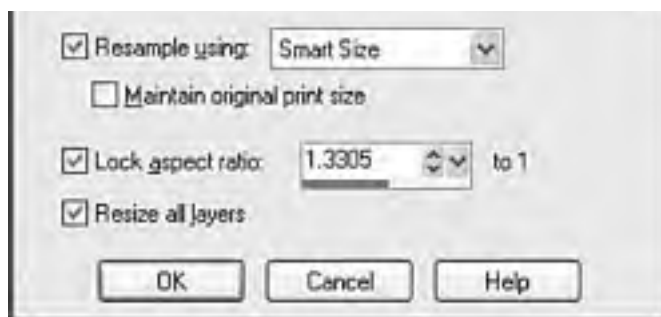 Resample using: Smart Size
Maintain original print size
Lock aspect ratio: 1.3305 to 1
Resize all layers
OK Cancel Help